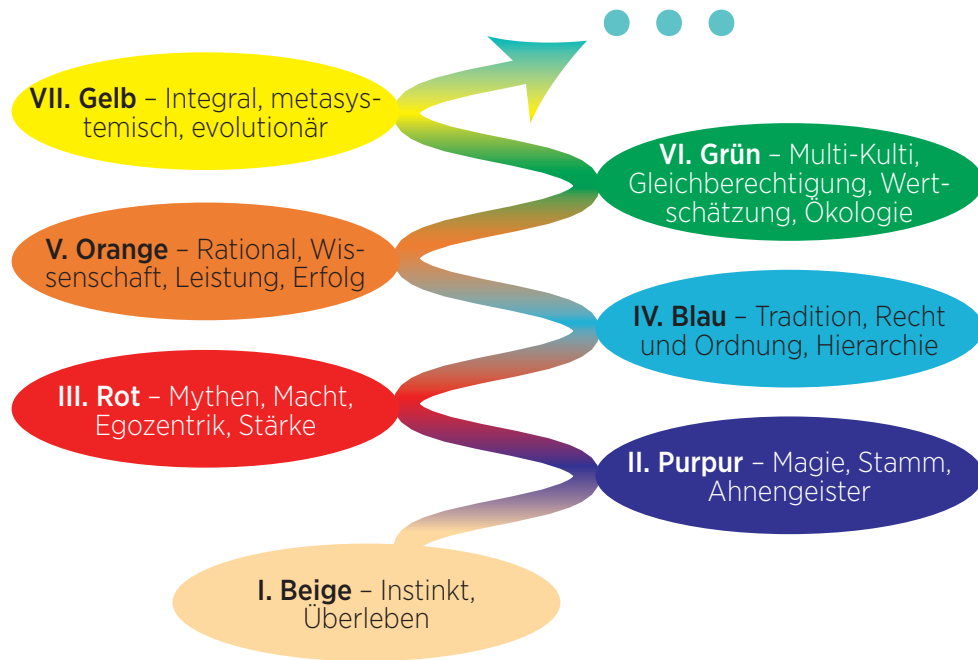 VII. Gelb – Integral, metasys-
temisch, evolutionär
VI. Grün – Multi-Kulti,
Gleichberechtigung, Wert-
schätzung, Ökologie
V. Orange – Rational, Wis-
senschaft, Leistung, Erfolg
IV. Blau – Tradition, Recht
und Ordnung, Hierarchie
III. Rot – Mythen, Macht,
Egozentrik, Stärke
II. Purpur – Magie, Stamm,
Ahnengeister
I. Beige – Instinkt,
Überleben